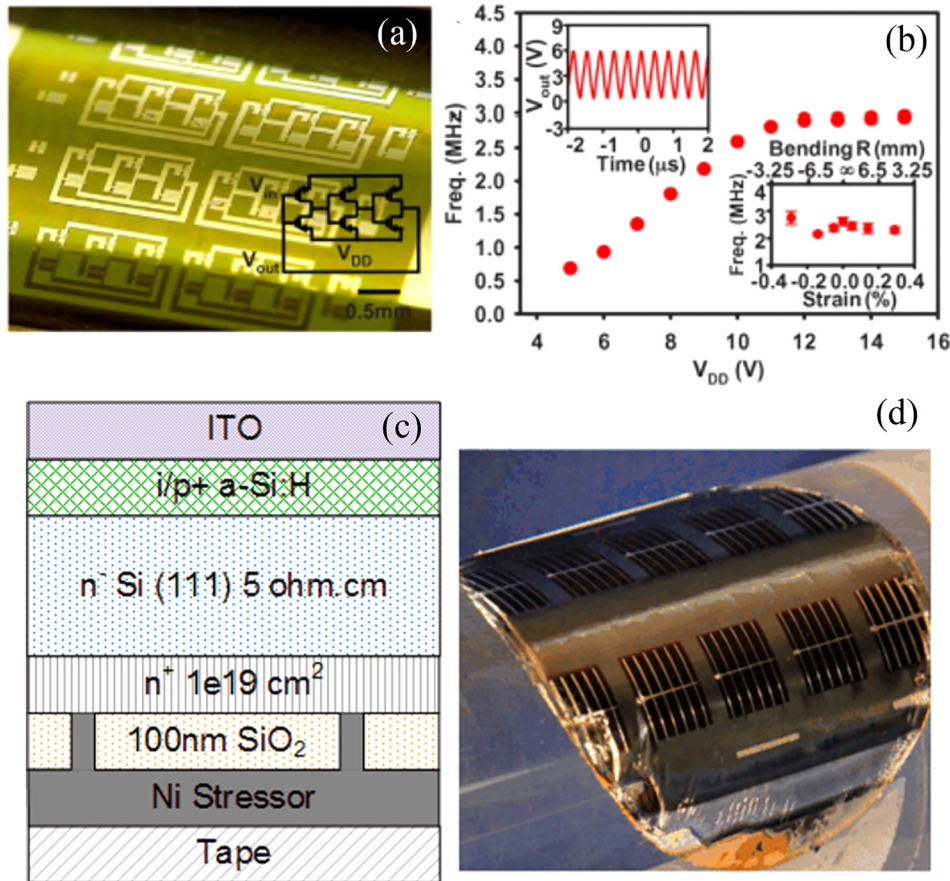 (a)
V_in
V_out
V_DD
0.5mm
(b)
4.5
4.0
3.5
3.0
2.5
2.0
1.5
1.0
0.5
0.0
Freq. (MHz)
4 6 8 10 12 14 16
V_DD (V)
9
6
3
0
-3
V_out (V)
-2 -1 0 1 2
Time (μs)
Bending R (mm)
-3.25 -6.5 ∞ 6.5 3.25
4
3
2
1
Freq. (MHz)
-0.4 -0.2 0.0 0.2 0.4
Strain (%)
(c)
ITO
i/p+ a-Si:H
n⁻ Si (111) 5 ohm.cm
n⁺ 1e19 cm²
100nm SiO₂
Ni Stressor
Tape
(d)